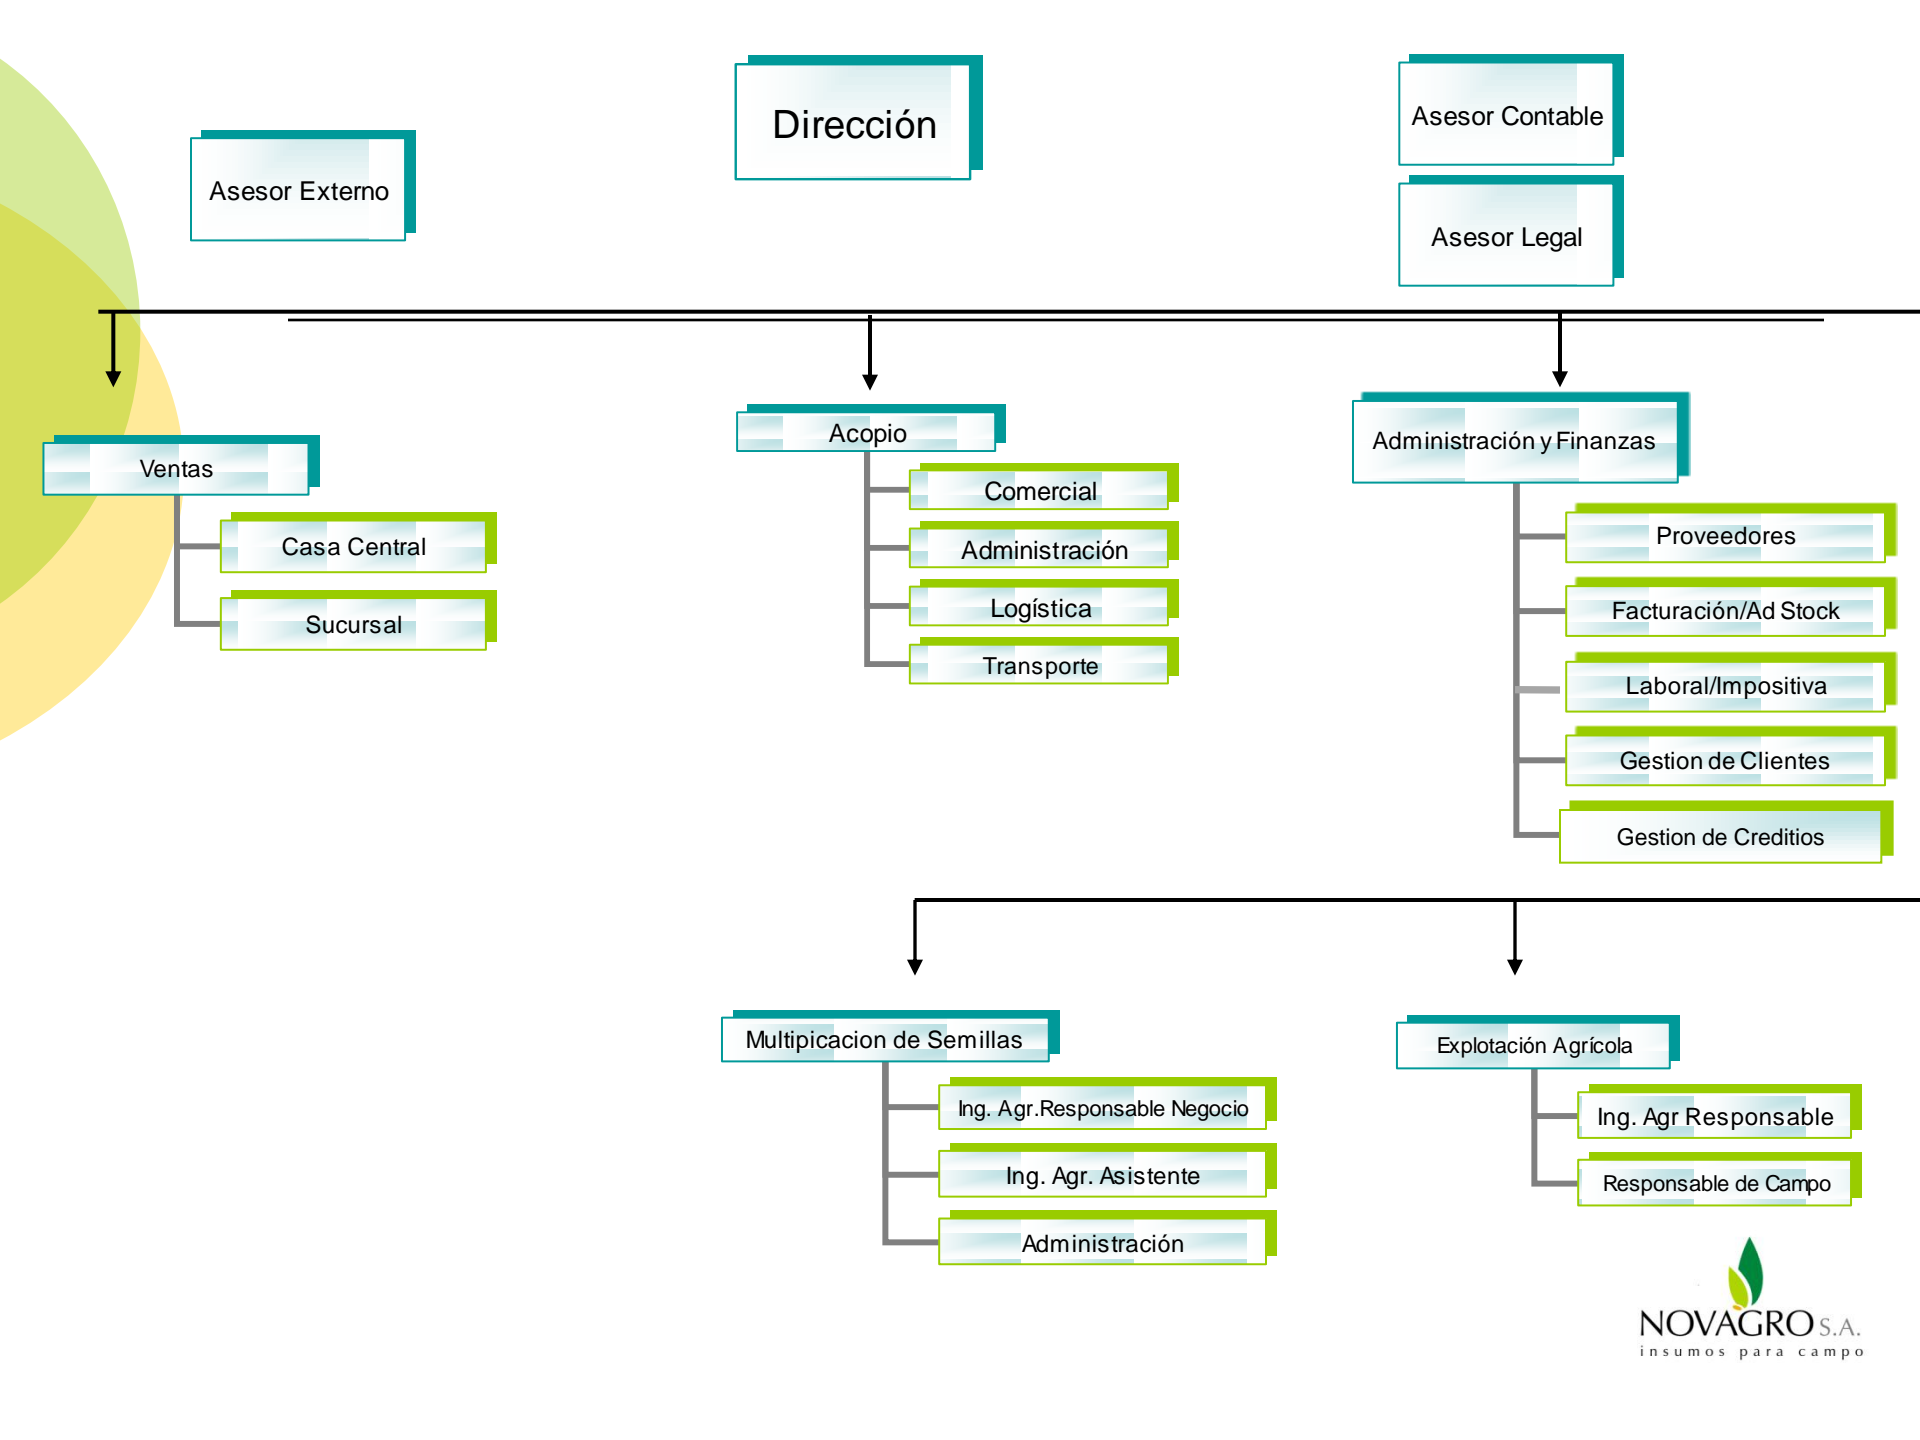 Dirección
Asesor Contable
Asesor Externo
Asesor Legal
Ventas
Casa Central
Sucursal
Acopio
Comercial
Administración
Logística
Transporte
Administración y Finanzas
Proveedores
Facturación/Ad Stock
Laboral/Impositiva
Gestion de Clientes
Gestion de Creditios
Multipicacion de Semillas
Ing. Agr.Responsable Negocio
Ing. Agr. Asistente
Administración
Explotación Agrícola
Ing. Agr Responsable
Responsable de Campo
NOVAGRO S.A.
insumos para campo